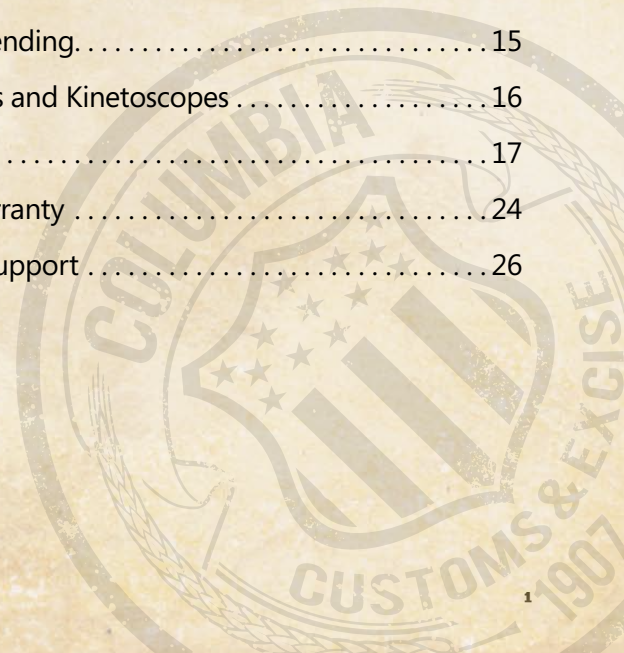 ending. . . . . . . . . . . . . . . . . . . . . . . . . . . . . . . 15
s and Kinetoscopes . . . . . . . . . . . . . . . . . . . 16
. . . . . . . . . . . . . . . . . . . . . . . . . . . . . . . . . . . . 17
rranty . . . . . . . . . . . . . . . . . . . . . . . . . . . . . . . 24
upport . . . . . . . . . . . . . . . . . . . . . . . . . . . . . . 26
COLUMBIA
CUSTOMS & EXCISE
1907
1